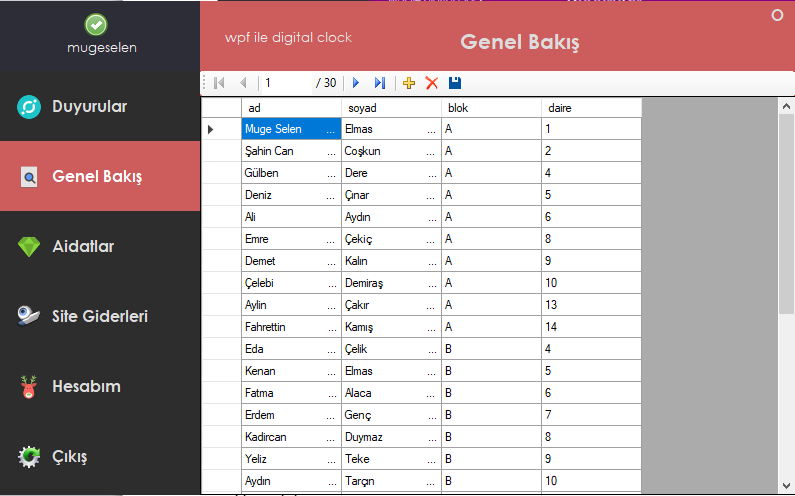 mugeselen
wpf ile digital clock
Genel Bakış
Duyurular
Genel Bakış
Aidatlar
Site Giderleri
Hesabım
Çıkış
1 / 30
ad soyad blok daire
Muge Selen ... Elmas ... A 1
Şahin Can ... Coşkun ... A 2
Gülben ... Dere ... A 4
Deniz ... Çınar ... A 5
Ali ... Aydın ... A 6
Emre ... Çekiç ... A 8
Demet ... Kalın ... A 9
Çelebi ... Demiraş ... A 10
Aylin ... Çakır ... A 13
Fahrettin ... Kamış ... A 14
Eda ... Çelik ... B 4
Kenan ... Elmas ... B 5
Fatma ... Alaca ... B 6
Erdem ... Genç ... B 7
Kadircan ... Duymaz ... B 8
Yeliz ... Teke ... B 9
Aydın ... Tarçın ... B 10